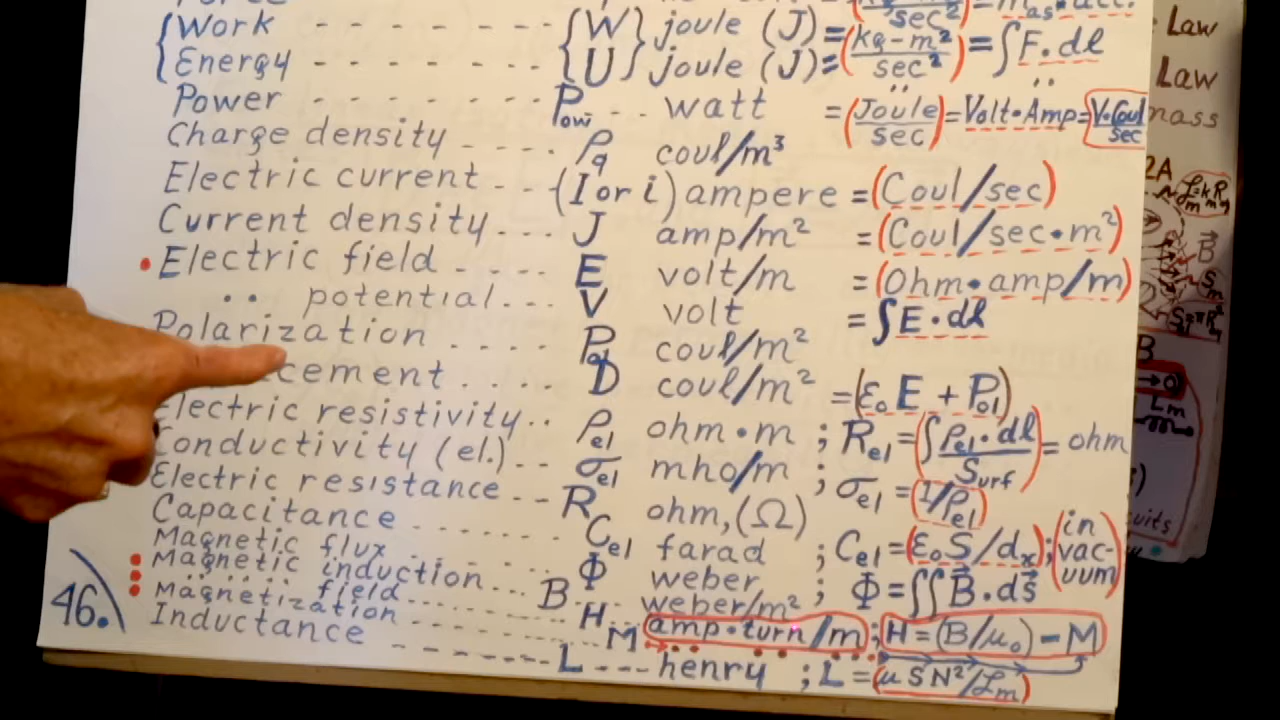 Work - - - - - - { W } joule (J) = (kg-m²/sec²) = ∫F.dl
Energy - - - - - - { U } joule (J) =
Power - - - - - - Pow - - watt = (Joule/sec) = Volt•Amp = V•Coul/sec
Charge density - - - - ρq coul/m³
Electric current - - - (I or i) ampere = (Coul/sec)
Current density - - - J amp/m² = (Coul/sec•m²)
• Electric field - - - - E volt/m = (Ohm•amp/m)
" potential - - - V volt = ∫E•dl
Polarization . . . . Pol coul/m²
cement . . . . D coul/m² = (ε₀E + Pol)
Electric resistivity . . ρel ohm•m ; Rel = (∫ρel•dl/Surf) = ohm
Conductivity (el.) - - σel mho/m ; σel = (1/ρel)
Electric resistance - - R ohm, (Ω)
Capacitance - - - - - - Cel farad ; Cel = (ε₀S/dx); (in vacuum)
Magnetic flux - - - - - - Φ weber ; Φ = ∫∫B⃗.ds⃗
• Magnetic induction - - - B - - - weber/m²
• " field - - - - - - H amp•turn/m ; H = (B/μ₀) - M
• Magnetization - - - - - - M
Inductance - - - - - - L - - - henry ; L = (μSN²/ℒm)
46.
Law
Law
mass
2A
B⃗
Sm
B
Lm
uits